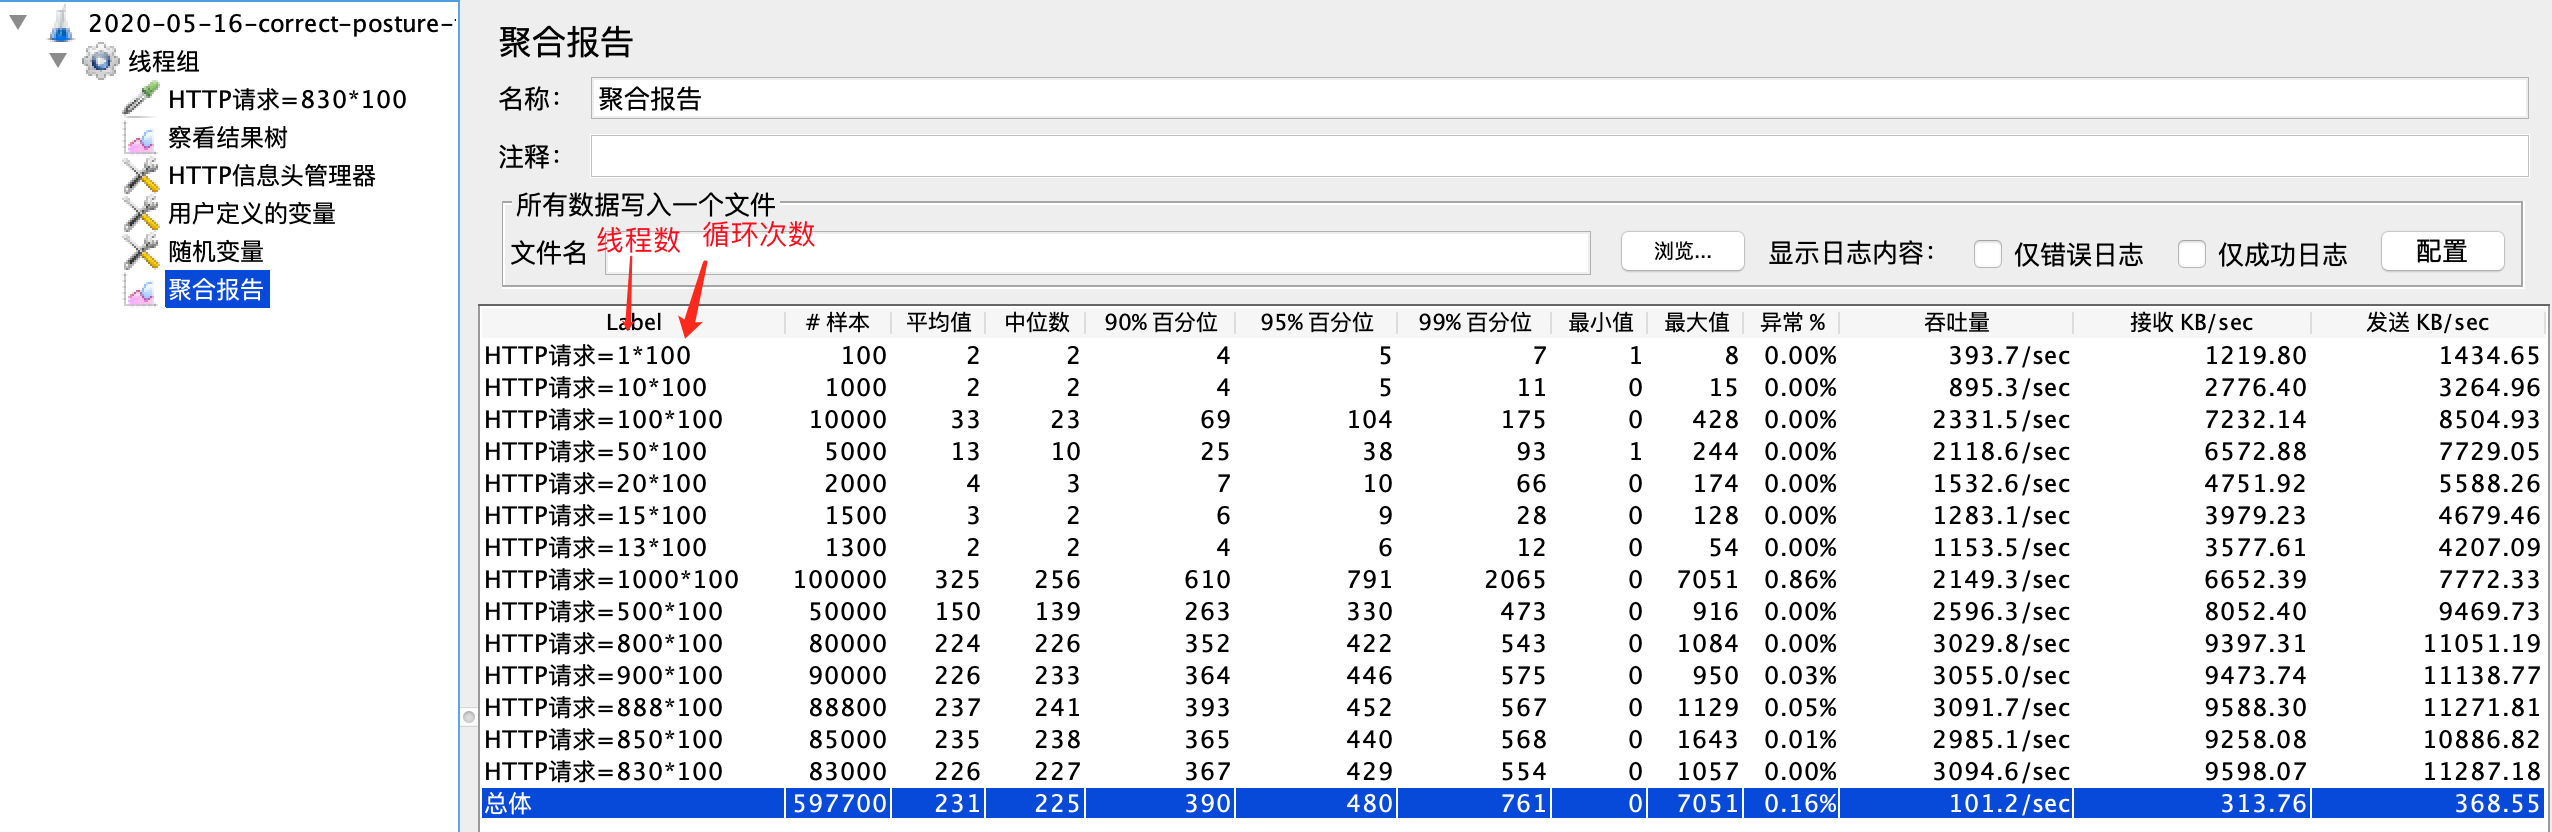 2020-05-16-correct-posture-
线程组
HTTP请求=830*100
察看结果树
HTTP信息头管理器
用户定义的变量
随机变量
聚合报告
聚合报告
名称： 聚合报告
注释：
所有数据写入一个文件
线程数 循环次数
文件名 浏览... 显示日志内容： 仅错误日志 仅成功日志 配置
Label # 样本 平均值 中位数 90% 百分位 95% 百分位 99% 百分位 最小值 最大值 异常 % 吞吐量 接收 KB/sec 发送 KB/sec
HTTP请求=1*100 100 2 2 4 5 7 1 8 0.00% 393.7/sec 1219.80 1434.65
HTTP请求=10*100 1000 2 2 4 5 11 0 15 0.00% 895.3/sec 2776.40 3264.96
HTTP请求=100*100 10000 33 23 69 104 175 0 428 0.00% 2331.5/sec 7232.14 8504.93
HTTP请求=50*100 5000 13 10 25 38 93 1 244 0.00% 2118.6/sec 6572.88 7729.05
HTTP请求=20*100 2000 4 3 7 10 66 0 174 0.00% 1532.6/sec 4751.92 5588.26
HTTP请求=15*100 1500 3 2 6 9 28 0 128 0.00% 1283.1/sec 3979.23 4679.46
HTTP请求=13*100 1300 2 2 4 6 12 0 54 0.00% 1153.5/sec 3577.61 4207.09
HTTP请求=1000*100 100000 325 256 610 791 2065 0 7051 0.86% 2149.3/sec 6652.39 7772.33
HTTP请求=500*100 50000 150 139 263 330 473 0 916 0.00% 2596.3/sec 8052.40 9469.73
HTTP请求=800*100 80000 224 226 352 422 543 0 1084 0.00% 3029.8/sec 9397.31 11051.19
HTTP请求=900*100 90000 226 233 364 446 575 0 950 0.03% 3055.0/sec 9473.74 11138.77
HTTP请求=888*100 88800 237 241 393 452 567 0 1129 0.05% 3091.7/sec 9588.30 11271.81
HTTP请求=850*100 85000 235 238 365 440 568 0 1643 0.01% 2985.1/sec 9258.08 10886.82
HTTP请求=830*100 83000 226 227 367 429 554 0 1057 0.00% 3094.6/sec 9598.07 11287.18
总体 597700 231 225 390 480 761 0 7051 0.16% 101.2/sec 313.76 368.55